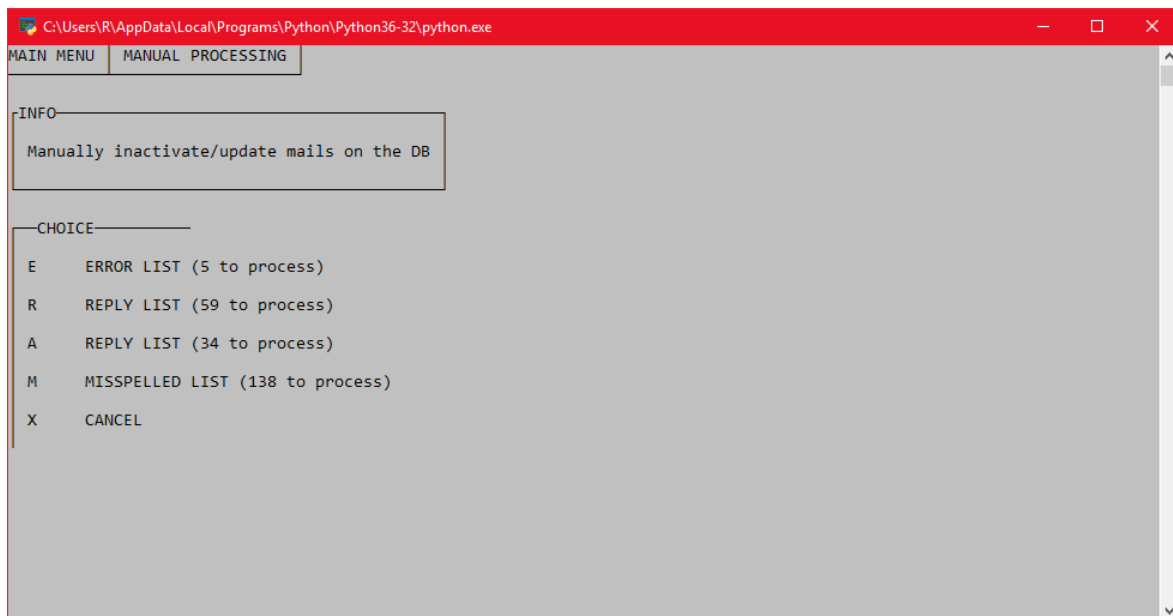 C:\Users\R\AppData\Local\Programs\Python\Python36-32\python.exe
MAIN MENU MANUAL PROCESSING
INFO
Manually inactivate/update mails on the DB
CHOICE
E ERROR LIST (5 to process)
R REPLY LIST (59 to process)
A REPLY LIST (34 to process)
M MISSPELLED LIST (138 to process)
X CANCEL